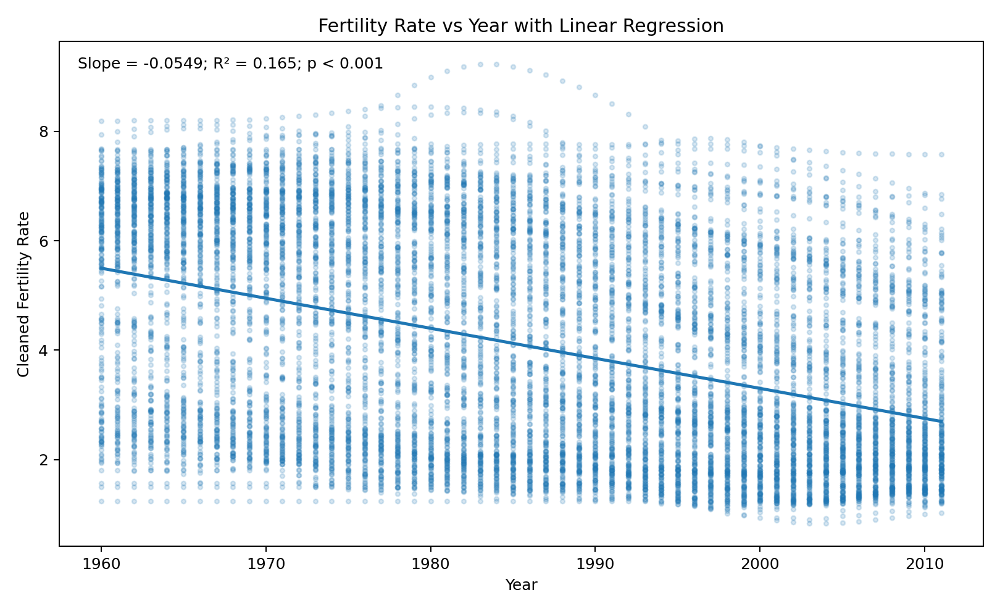 Fertility Rate vs Year with Linear Regression
Slope = -0.0549; R² = 0.165; p < 0.001
Cleaned Fertility Rate
8
6
4
2
1960 1970 1980 1990 2000 2010
Year